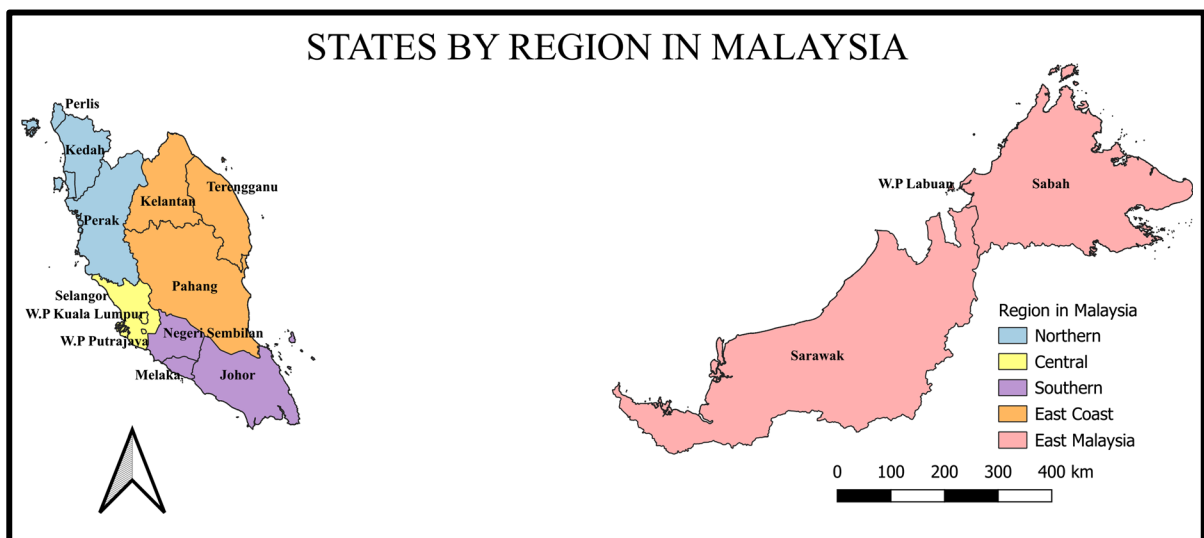 STATES BY REGION IN MALAYSIA
Perlis
Kedah
Terengganu
Kelantan
Perak
Pahang
Selangor
W.P Kuala Lumpur
Negeri Sembilan
W.P Putrajaya
Melaka
Johor
W.P Labuan
Sabah
Sarawak
Region in Malaysia
Northern
Central
Southern
East Coast
East Malaysia
0 100 200 300 400 km